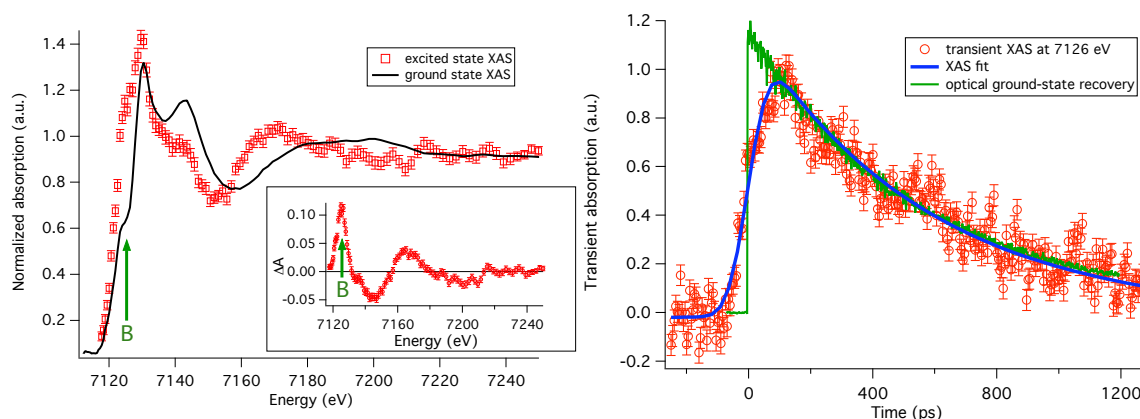 1.4
1.2
1.0
0.8
0.6
0.4
0.2
Normalized absorption (a.u.)
excited state XAS
ground state XAS
B
7120
7140
7160
7180
7200
7220
7240
Energy (eV)
0.10
0.05
0.00
-0.05
ΔA
B
7120
7160
7200
7240
Energy (eV)
1.2
1.0
0.8
0.6
0.4
0.2
0.0
-0.2
Transient absorption (a.u.)
transient XAS at 7126 eV
XAS fit
optical ground-state recovery
0
400
800
1200
Time (ps)